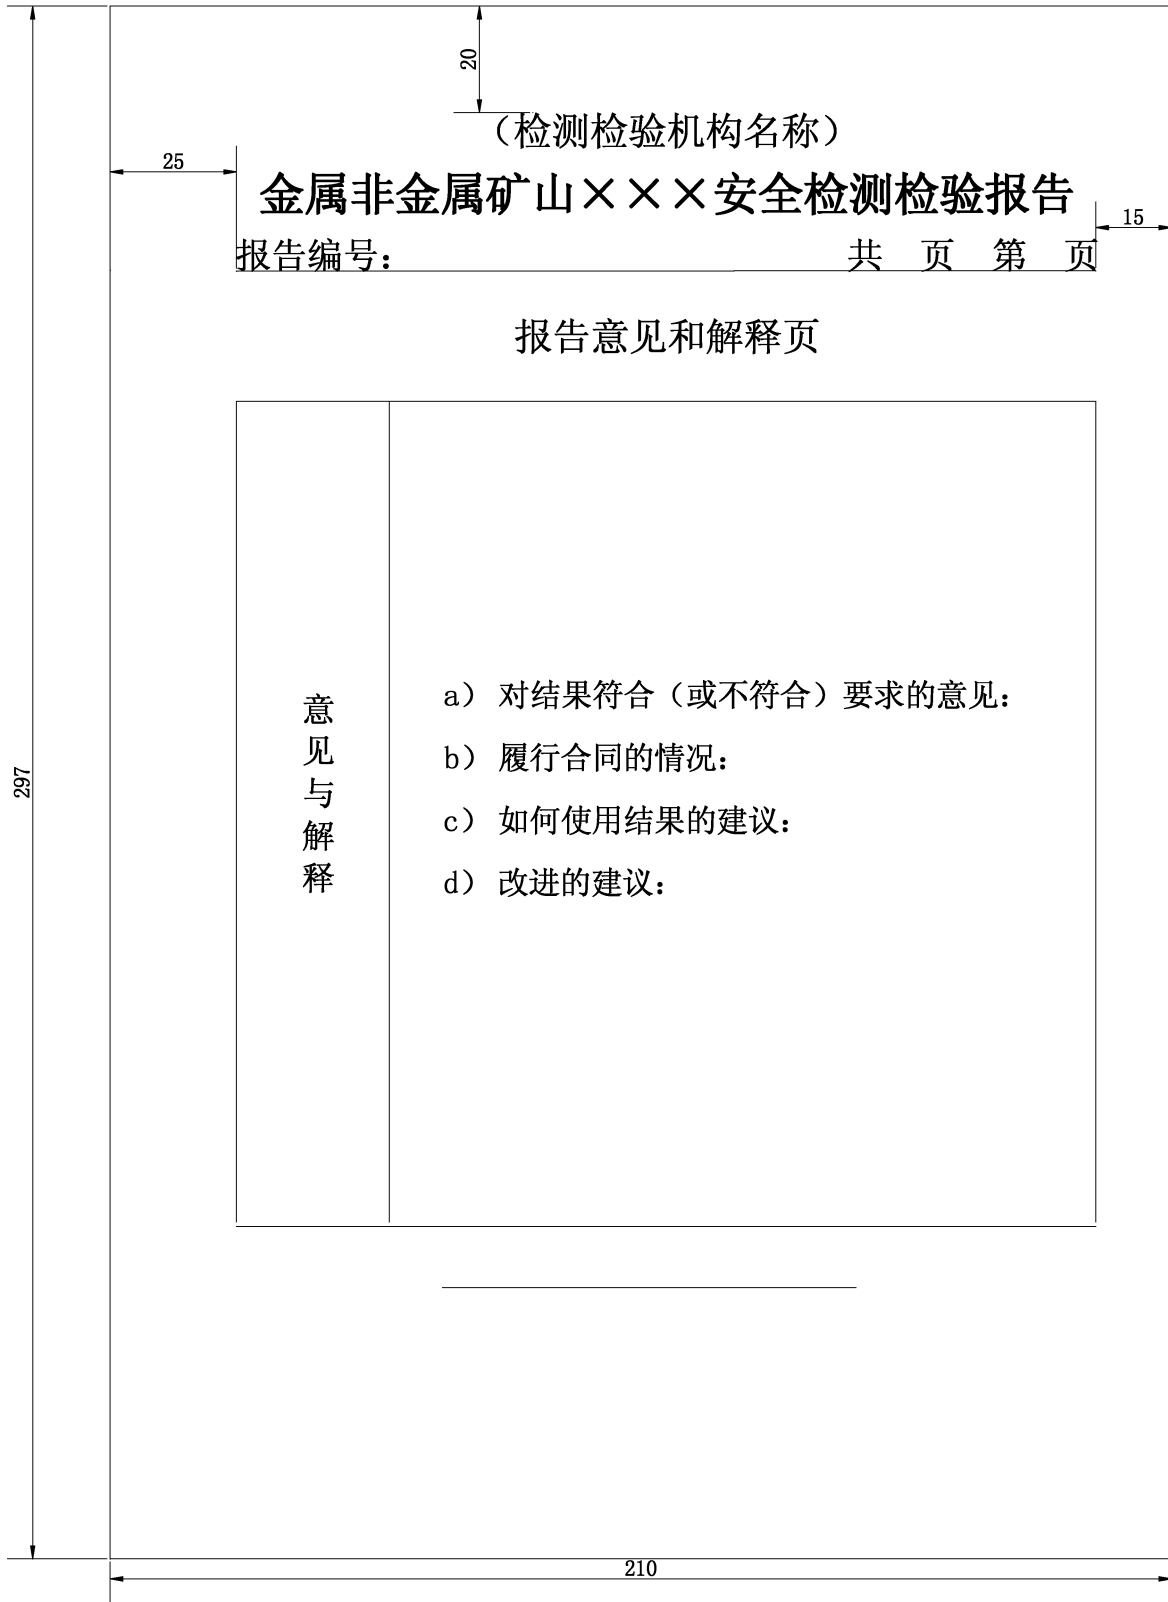 20
（检测检验机构名称）
25
金属非金属矿山×××安全检测检验报告
15
报告编号：	共　页　第　页
报告意见和解释页
意见与解释
a） 对结果符合（或不符合）要求的意见：
b） 履行合同的情况：
c） 如何使用结果的建议：
d） 改进的建议：
297
210